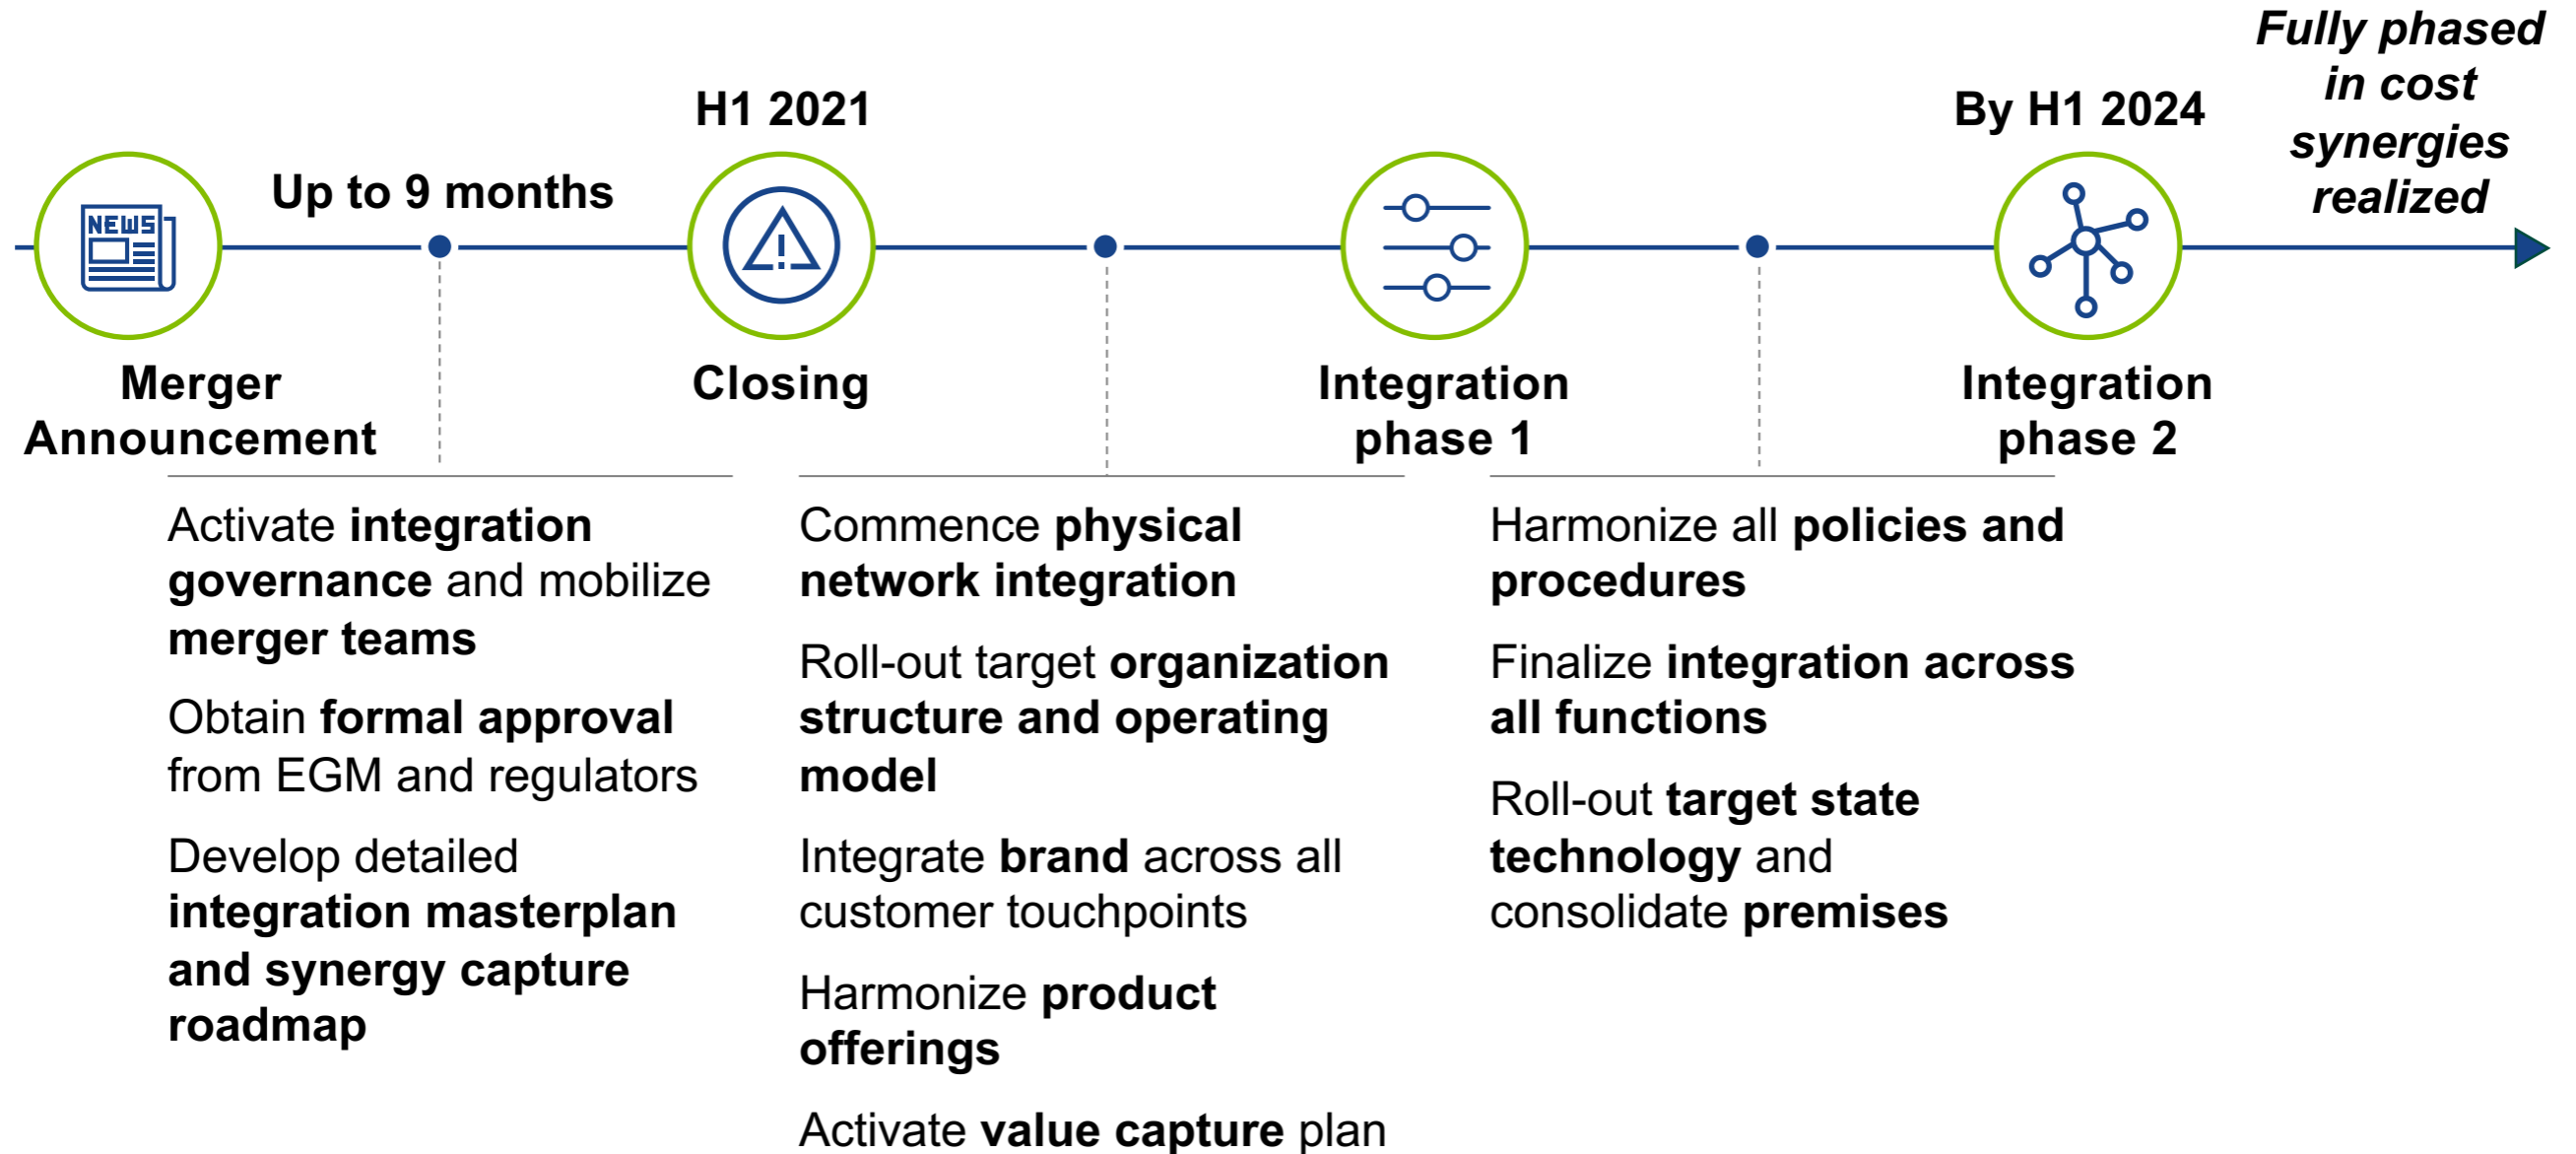 Fully phased
in cost
synergies
realized
H1 2021
By H1 2024
Up to 9 months
NEWS
Merger
Announcement
Closing
Integration
phase 1
Integration
phase 2
Activate integration
governance and mobilize
merger teams
Obtain formal approval
from EGM and regulators
Develop detailed
integration masterplan
and synergy capture
roadmap
Commence physical
network integration
Roll-out target organization
structure and operating
model
Integrate brand across all
customer touchpoints
Harmonize product
offerings
Activate value capture plan
Harmonize all policies and
procedures
Finalize integration across
all functions
Roll-out target state
technology and
consolidate premises